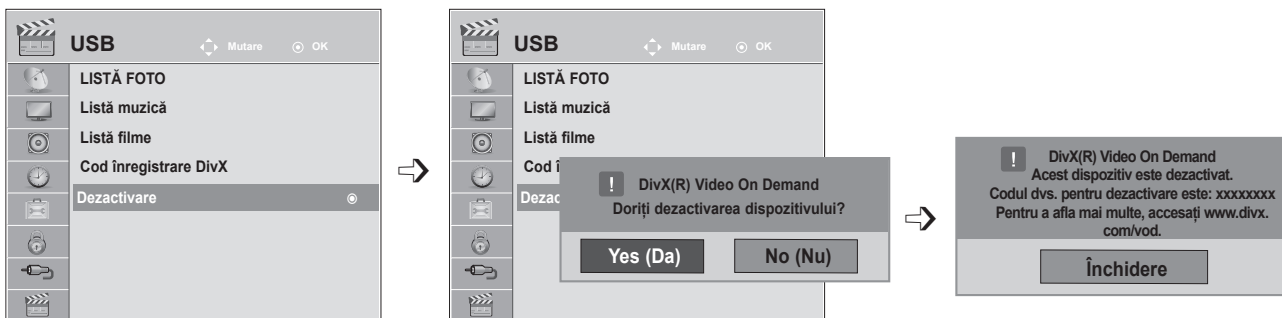 USB
Mutare
OK
LISTĂ FOTO
Listă muzică
Listă filme
Cod înregistrare DivX
Dezactivare
USB
Mutare
OK
LISTĂ FOTO
Listă muzică
Listă filme
Cod î
Dezac
! DivX(R) Video On Demand
Doriți dezactivarea dispozitivului?
Yes (Da)
No (Nu)
! DivX(R) Video On Demand
Acest dispozitiv este dezactivat.
Codul dvs. pentru dezactivare este: xxxxxxxx
Pentru a afla mai multe, accesați www.divx.
com/vod.
Închidere